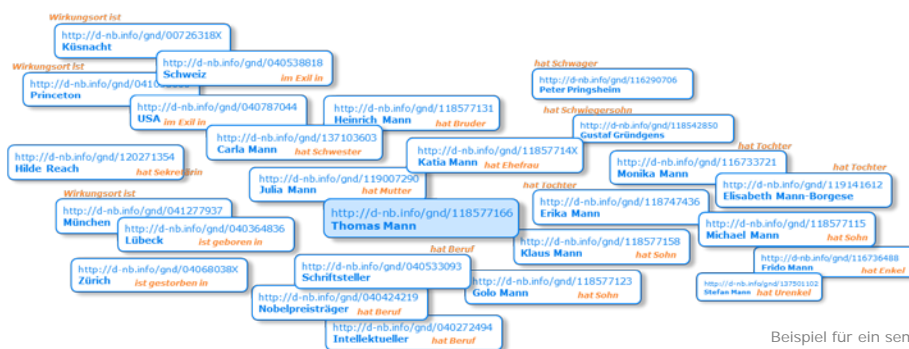 Wirkungsort ist
http://d-nb.info/gnd/00726318X
Küsnacht
http://d-nb.info/gnd/040538818
Schweiz im Exil in
Wirkungsort ist
Princeton
http://d-nb.info/gnd/040787044
USA im Exil in
http://d-nb.info/gnd/118577131
Heinrich Mann hat Bruder
http://d-nb.info/gnd/137103603
Carla Mann hat Schwester
hat Schwager
http://d-nb.info/gnd/116290706
Peter Pringsheim
hat Schwiegersohn
http://d-nb.info/gnd/118542850
Gustaf Gründgens
http://d-nb.info/gnd/11857714X
Katia Mann hat Ehefrau
hat Tochter
http://d-nb.info/gnd/116733721
Monika Mann
hat Tochter
http://d-nb.info/gnd/119141612
Elisabeth Mann-Borgese
http://d-nb.info/gnd/120271354
Hilde Reach hat Sekretärin
http://d-nb.info/gnd/119007290
Julia Mann hat Mutter
hat Tochter
http://d-nb.info/gnd/118747436
Erika Mann
Wirkungsort ist
http://d-nb.info/gnd/041277937
München
http://d-nb.info/gnd/040364836
Lübeck ist geboren in
http://d-nb.info/gnd/118577166
Thomas Mann
http://d-nb.info/gnd/118577115
Michael Mann hat Sohn
http://d-nb.info/gnd/118577158
Klaus Mann hat Sohn
http://d-nb.info/gnd/116736488
Frido Mann hat Enkel
http://d-nb.info/gnd/04068038X
Zürich ist gestorben in
hat Beruf
http://d-nb.info/gnd/040533093
Schriftsteller
http://d-nb.info/gnd/118577123
Golo Mann hat Sohn
http://d-nb.info/gnd/137501102
Stefan Mann hat Urenkel
http://d-nb.info/gnd/040424219
Nobelpreisträger hat Beruf
http://d-nb.info/gnd/040272494
Intellektueller hat Beruf
Beispiel für ein sem